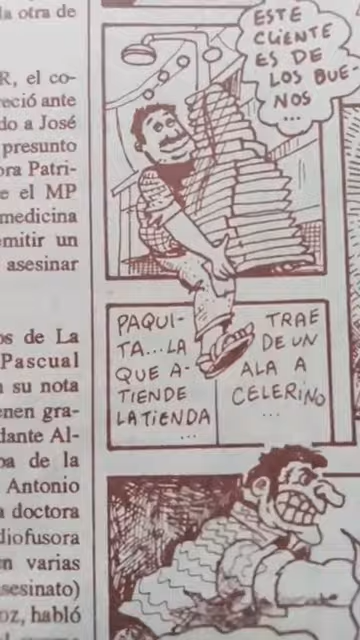 la otra de
R, el co-
reció ante
do a José
presunto
ora Patri-
e el MP
medicina
emitir un
asesinar
os de La
Pascual
n su nota
enen gra-
dante Al-
pa de la
Antonio
a doctora
diofusora
en varias
sesinato)
oz, habló
ESTE
CLIENTE
ES DE
LOS BUE-
NOS...
PAQUI-
TA...LA
QUE A-
TIENDE
LA TIENDA
...
TRAE
DE UN
ALA A
CELERINO
...